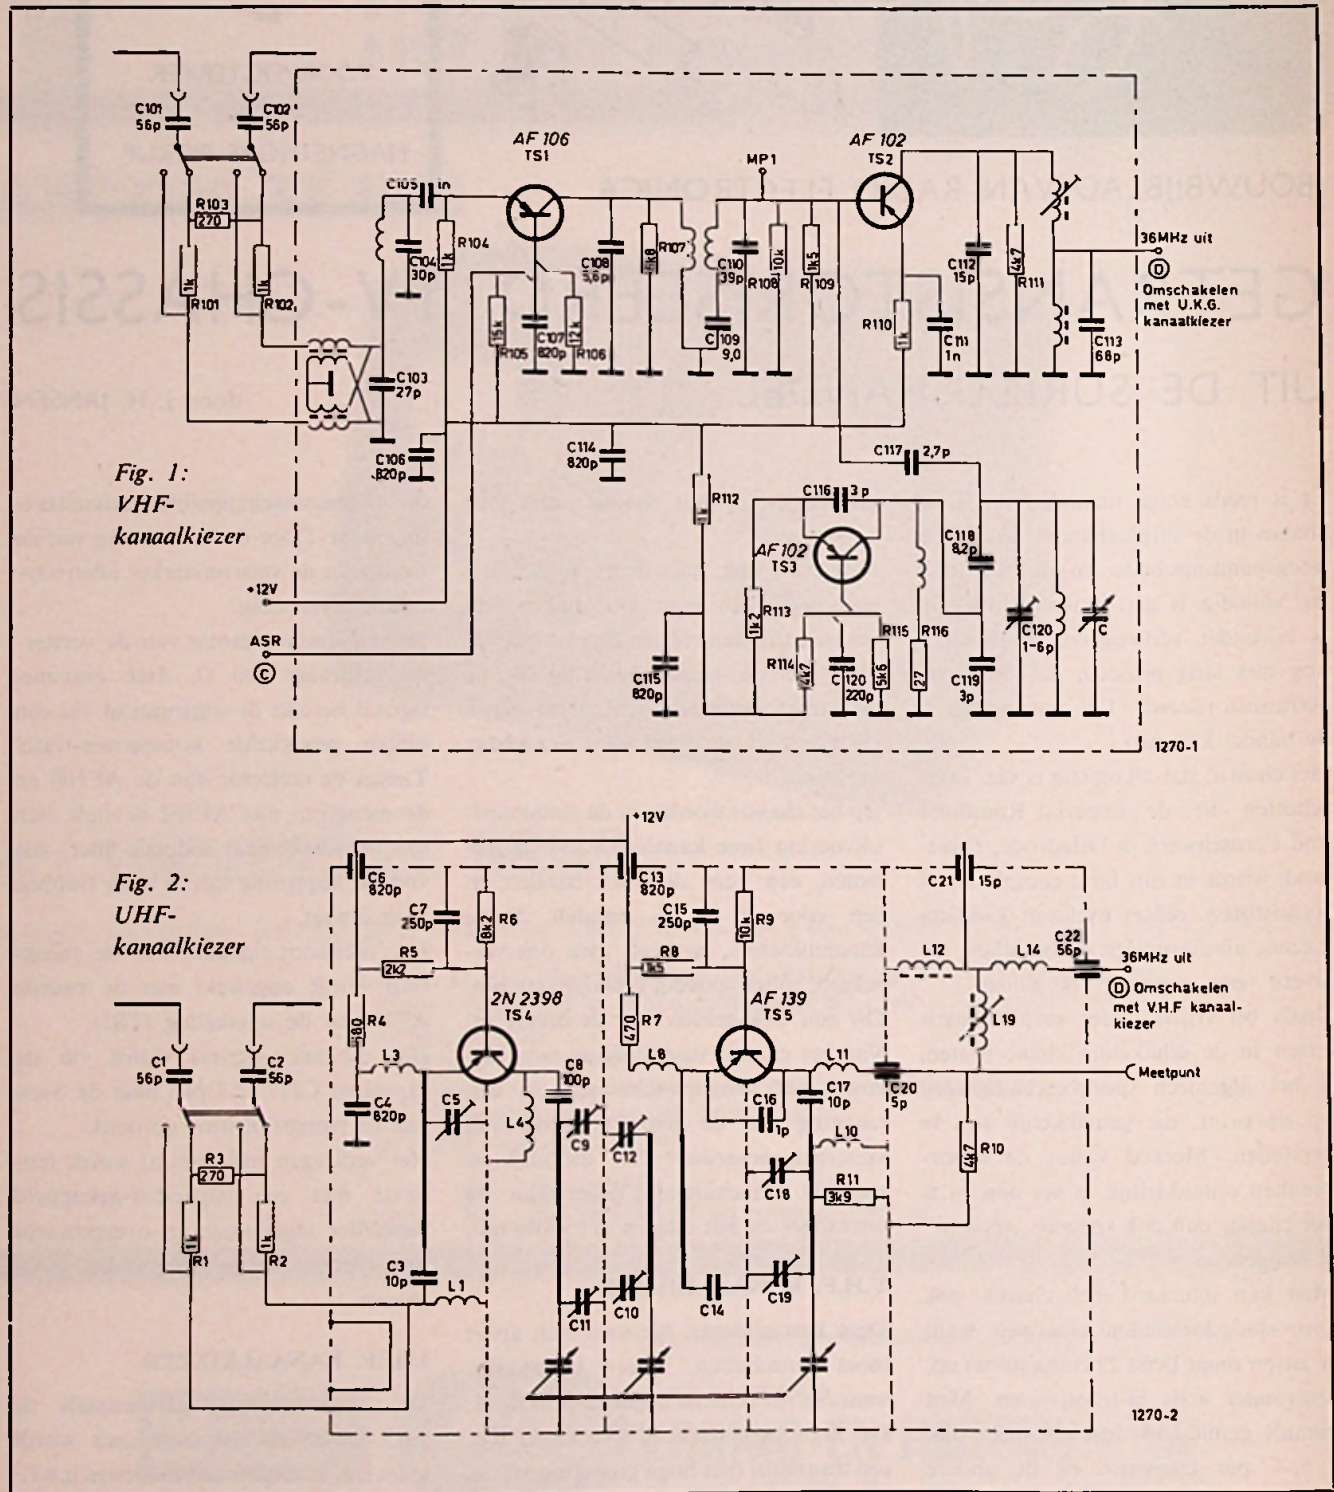 C101
56p
C102
56p
R103
270
1k
R101
1k
R102
C105
1n
C104
30p
1k
R104
C103
27p
C106
820p
AF 106
TS1
15k
R105
C107
820p
12k
R106
C108
5,6p
6k8
R107
C110
39p
C109
9,0
MP1
10k
R108
1k5
R109
AF 102
TS2
R110
1k
C111
1n
C112
15p
4k7
R111
C113
68p
36MHz uit
D
Omschakelen
met U.K.G.
kanaalkiezer
C114
820p
R112
1k
C115
820p
C116
3p
AF 102
TS3
R113
1k2
R114
4k7
C120
220p
R115
5k6
R116
27
C117
2,7p
C118
8,2p
C119
3p
C120
1-6p
C
Fig. 1:
VHF-
kanaalkiezer
+12V
ASR
C
1270-1
Fig. 2:
UHF-
kanaalkiezer
+12V
C6
820p
C7
250p
8k2
R6
R5
2k2
R4
680
L3
C4
820p
C5
2N 2398
TS4
L4
C8
100p
C9
C12
C10
C11
C3
10p
L1
C1
56p
C2
56p
R3
270
1k
R1
1k
R2
C13
820p
C15
250p
10k
R9
R8
1k5
R7
470
L8
AF 139
TS5
C16
1p
L11
C17
10p
C18
L10
R11
3k9
C14
C19
C20
5p
C21
15p
L12
L14
C22
56p
L19
R10
4k7
36MHz uit
D Omschakelen
met V.H.F kanaal-
kiezer
Meetpunt
1270-2